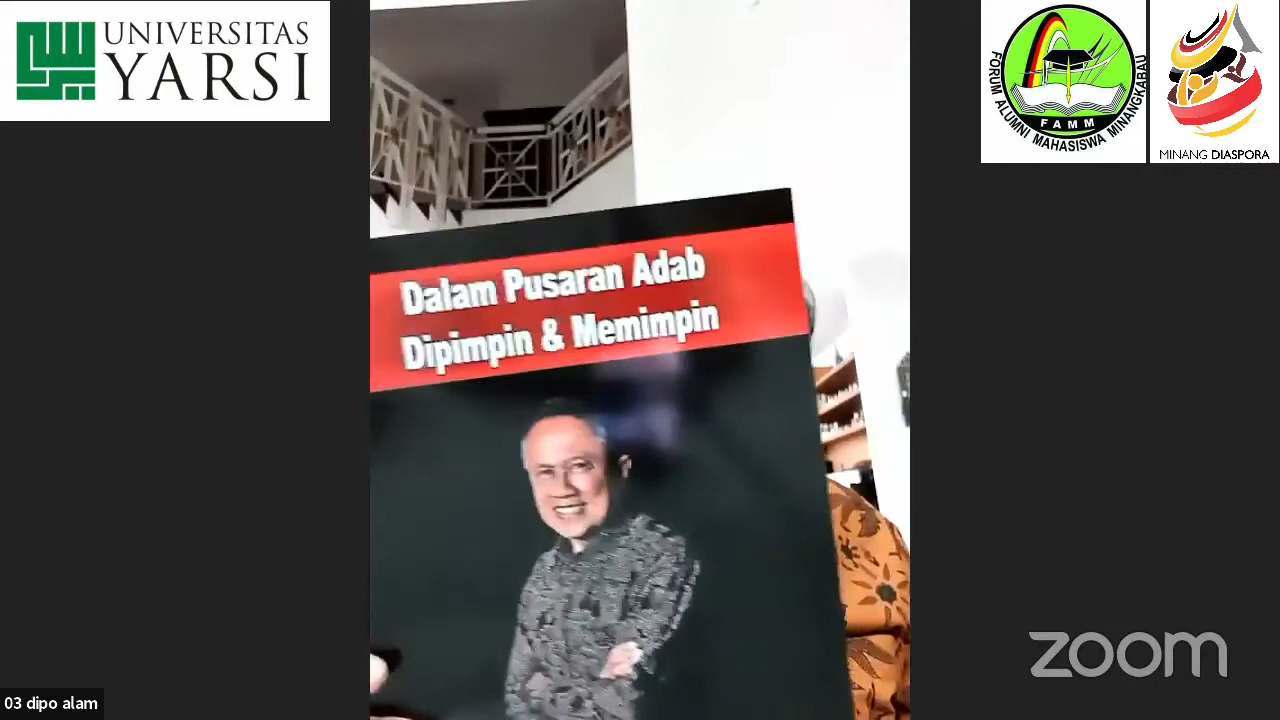 UNIVERSITAS
YARSI
FORUM ALUMNI MAHASISWA MINANGKABAU
FAMM
MINANG DIASPORA
Dalam Pusaran Adab
Dipimpin & Memimpin
zoom
03 dipo alam